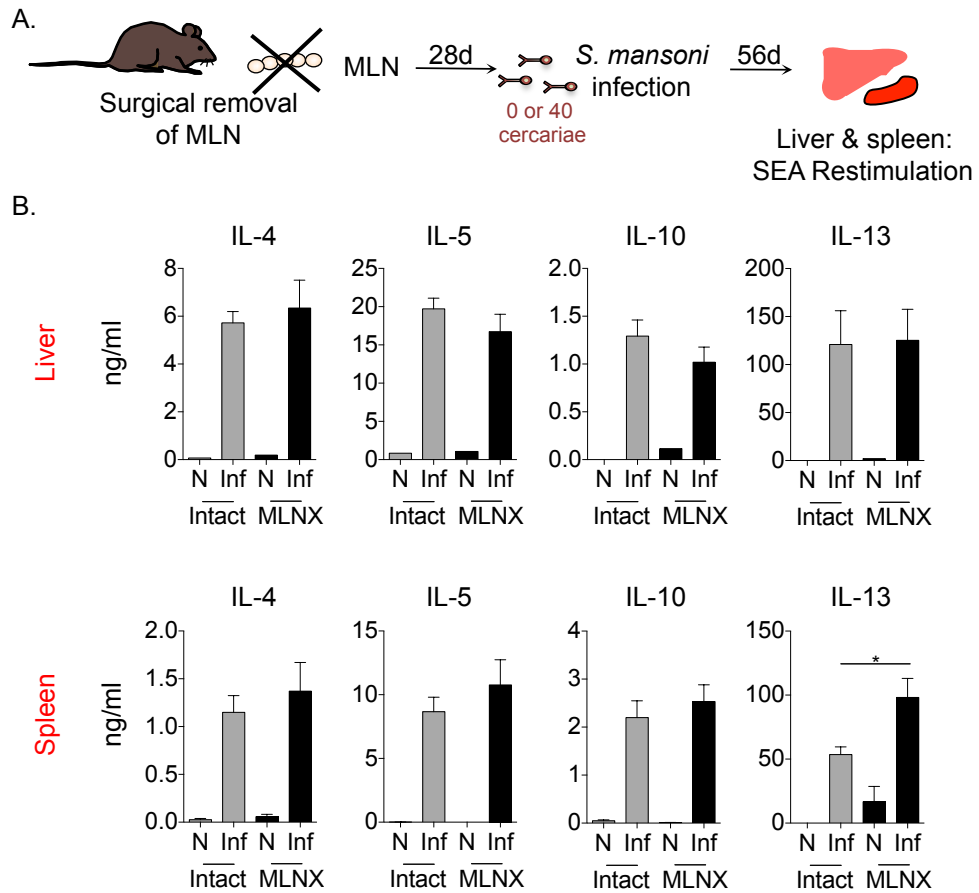 A.
Surgical removal
of MLN
MLN
28d
0 or 40
cercariae
S. mansoni
infection
56d
Liver & spleen:
SEA Restimulation
B.
Liver
ng/ml
IL-4
8
6
4
2
0
N Inf N Inf
Intact MLNX
IL-5
25
20
15
10
5
0
N Inf N Inf
Intact MLNX
IL-10
2.0
1.5
1.0
0.5
0.0
N Inf N Inf
Intact MLNX
IL-13
200
150
100
50
0
N Inf N Inf
Intact MLNX
Spleen
ng/ml
IL-4
2.0
1.5
1.0
0.5
0.0
N Inf N Inf
Intact MLNX
IL-5
15
10
5
0
N Inf N Inf
Intact MLNX
IL-10
4
3
2
1
0
N Inf N Inf
Intact MLNX
IL-13
150
100
50
0
*
N Inf N Inf
Intact MLNX